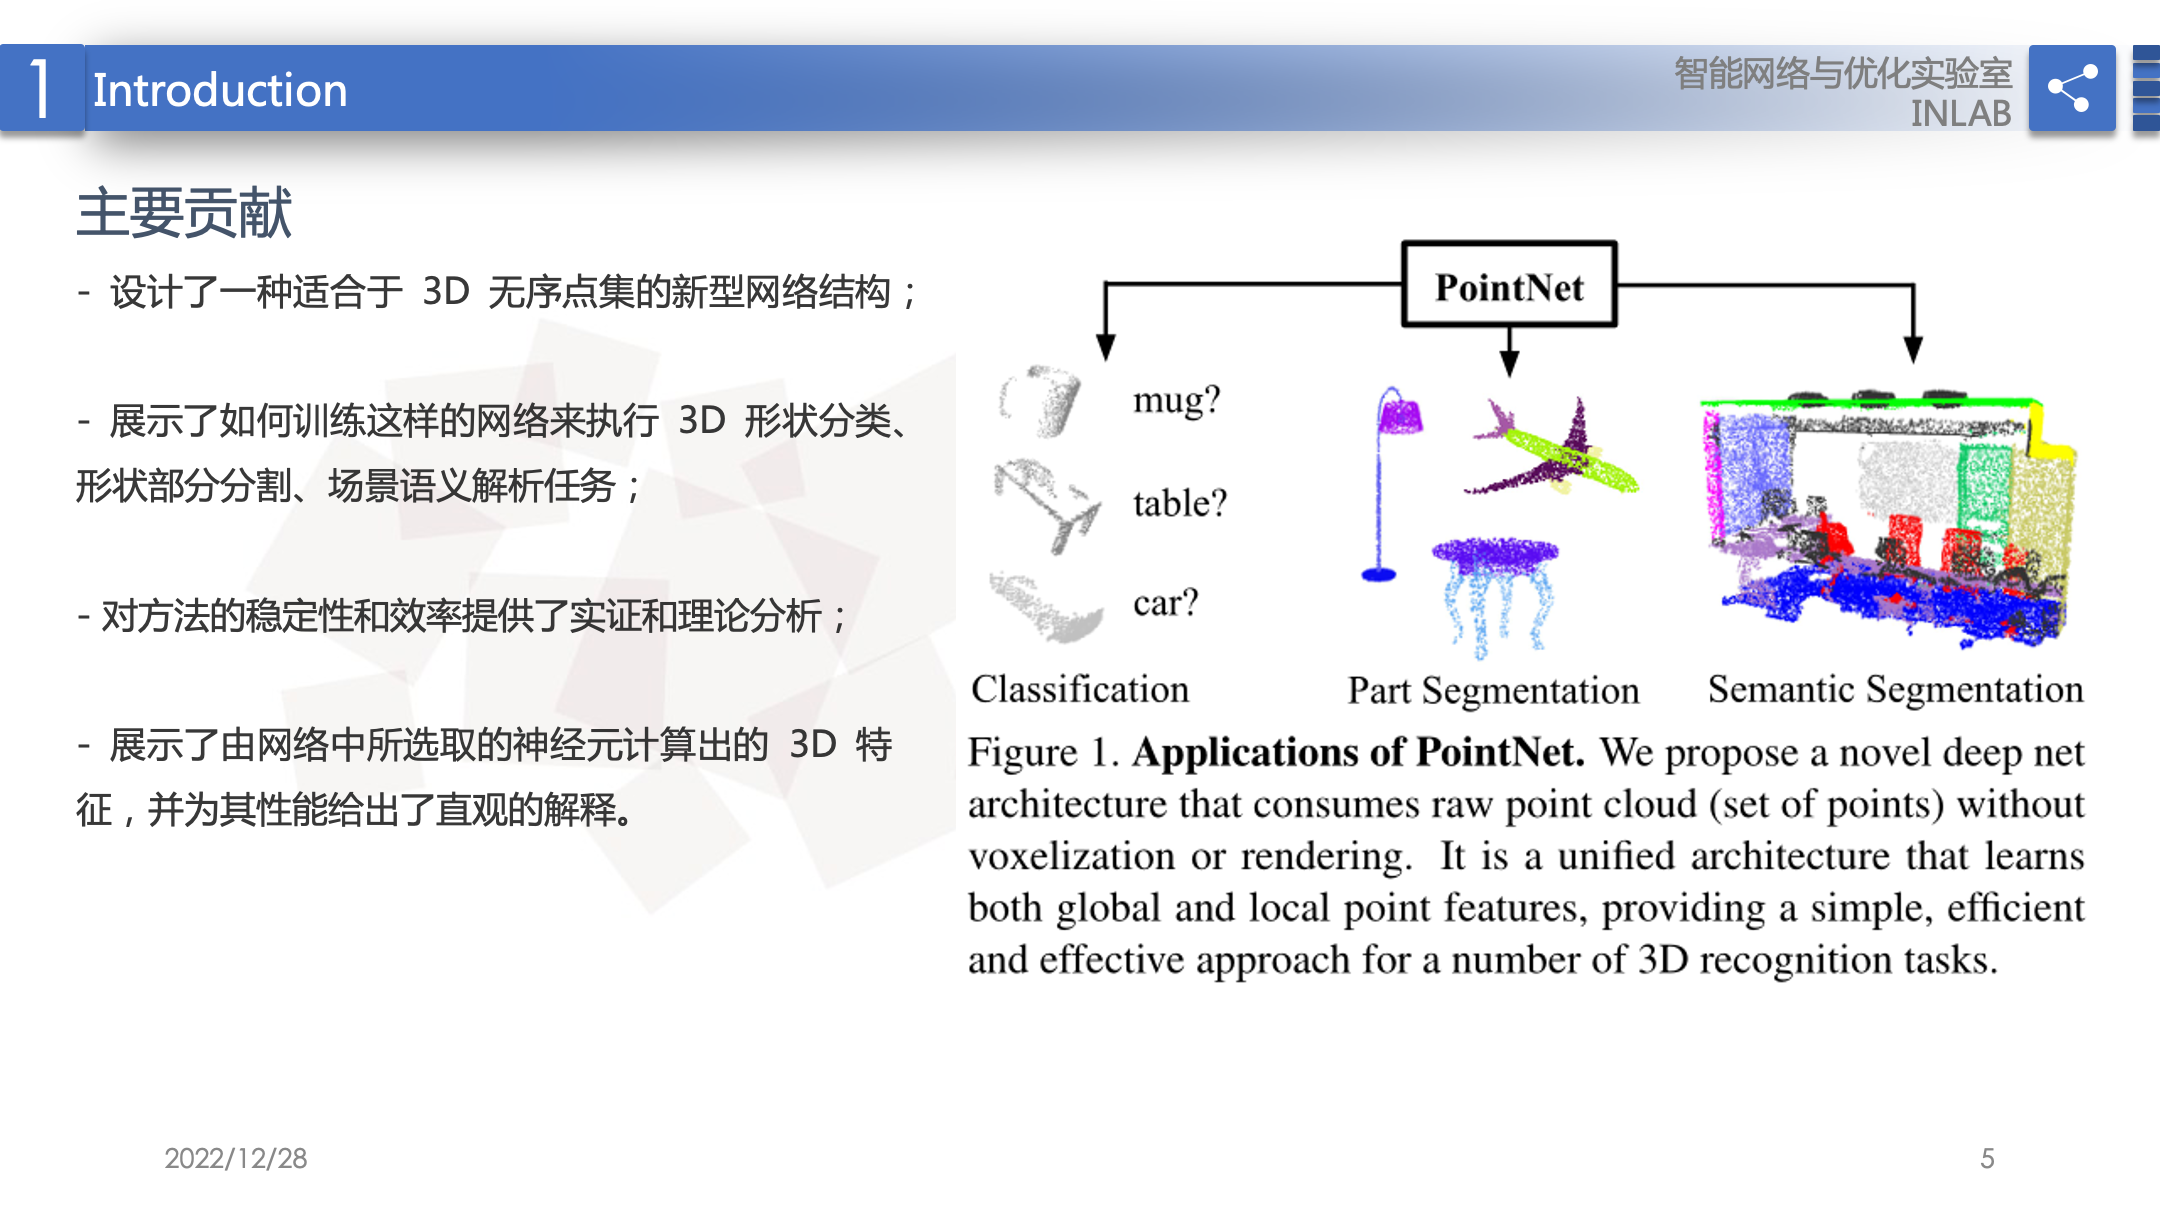 1
Introduction
智能网络与优化实验室
INLAB
主要贡献
- 设计了一种适合于 3D 无序点集的新型网络结构；
- 展示了如何训练这样的网络来执行 3D 形状分类、
形状部分分割、场景语义解析任务；
- 对方法的稳定性和效率提供了实证和理论分析；
- 展示了由网络中所选取的神经元计算出的 3D 特
征，并为其性能给出了直观的解释。
PointNet
mug?
table?
car?
Classification
Part Segmentation
Semantic Segmentation
Figure 1. Applications of PointNet. We propose a novel deep net
architecture that consumes raw point cloud (set of points) without
voxelization or rendering. It is a unified architecture that learns
both global and local point features, providing a simple, efficient
and effective approach for a number of 3D recognition tasks.
2022/12/28
5